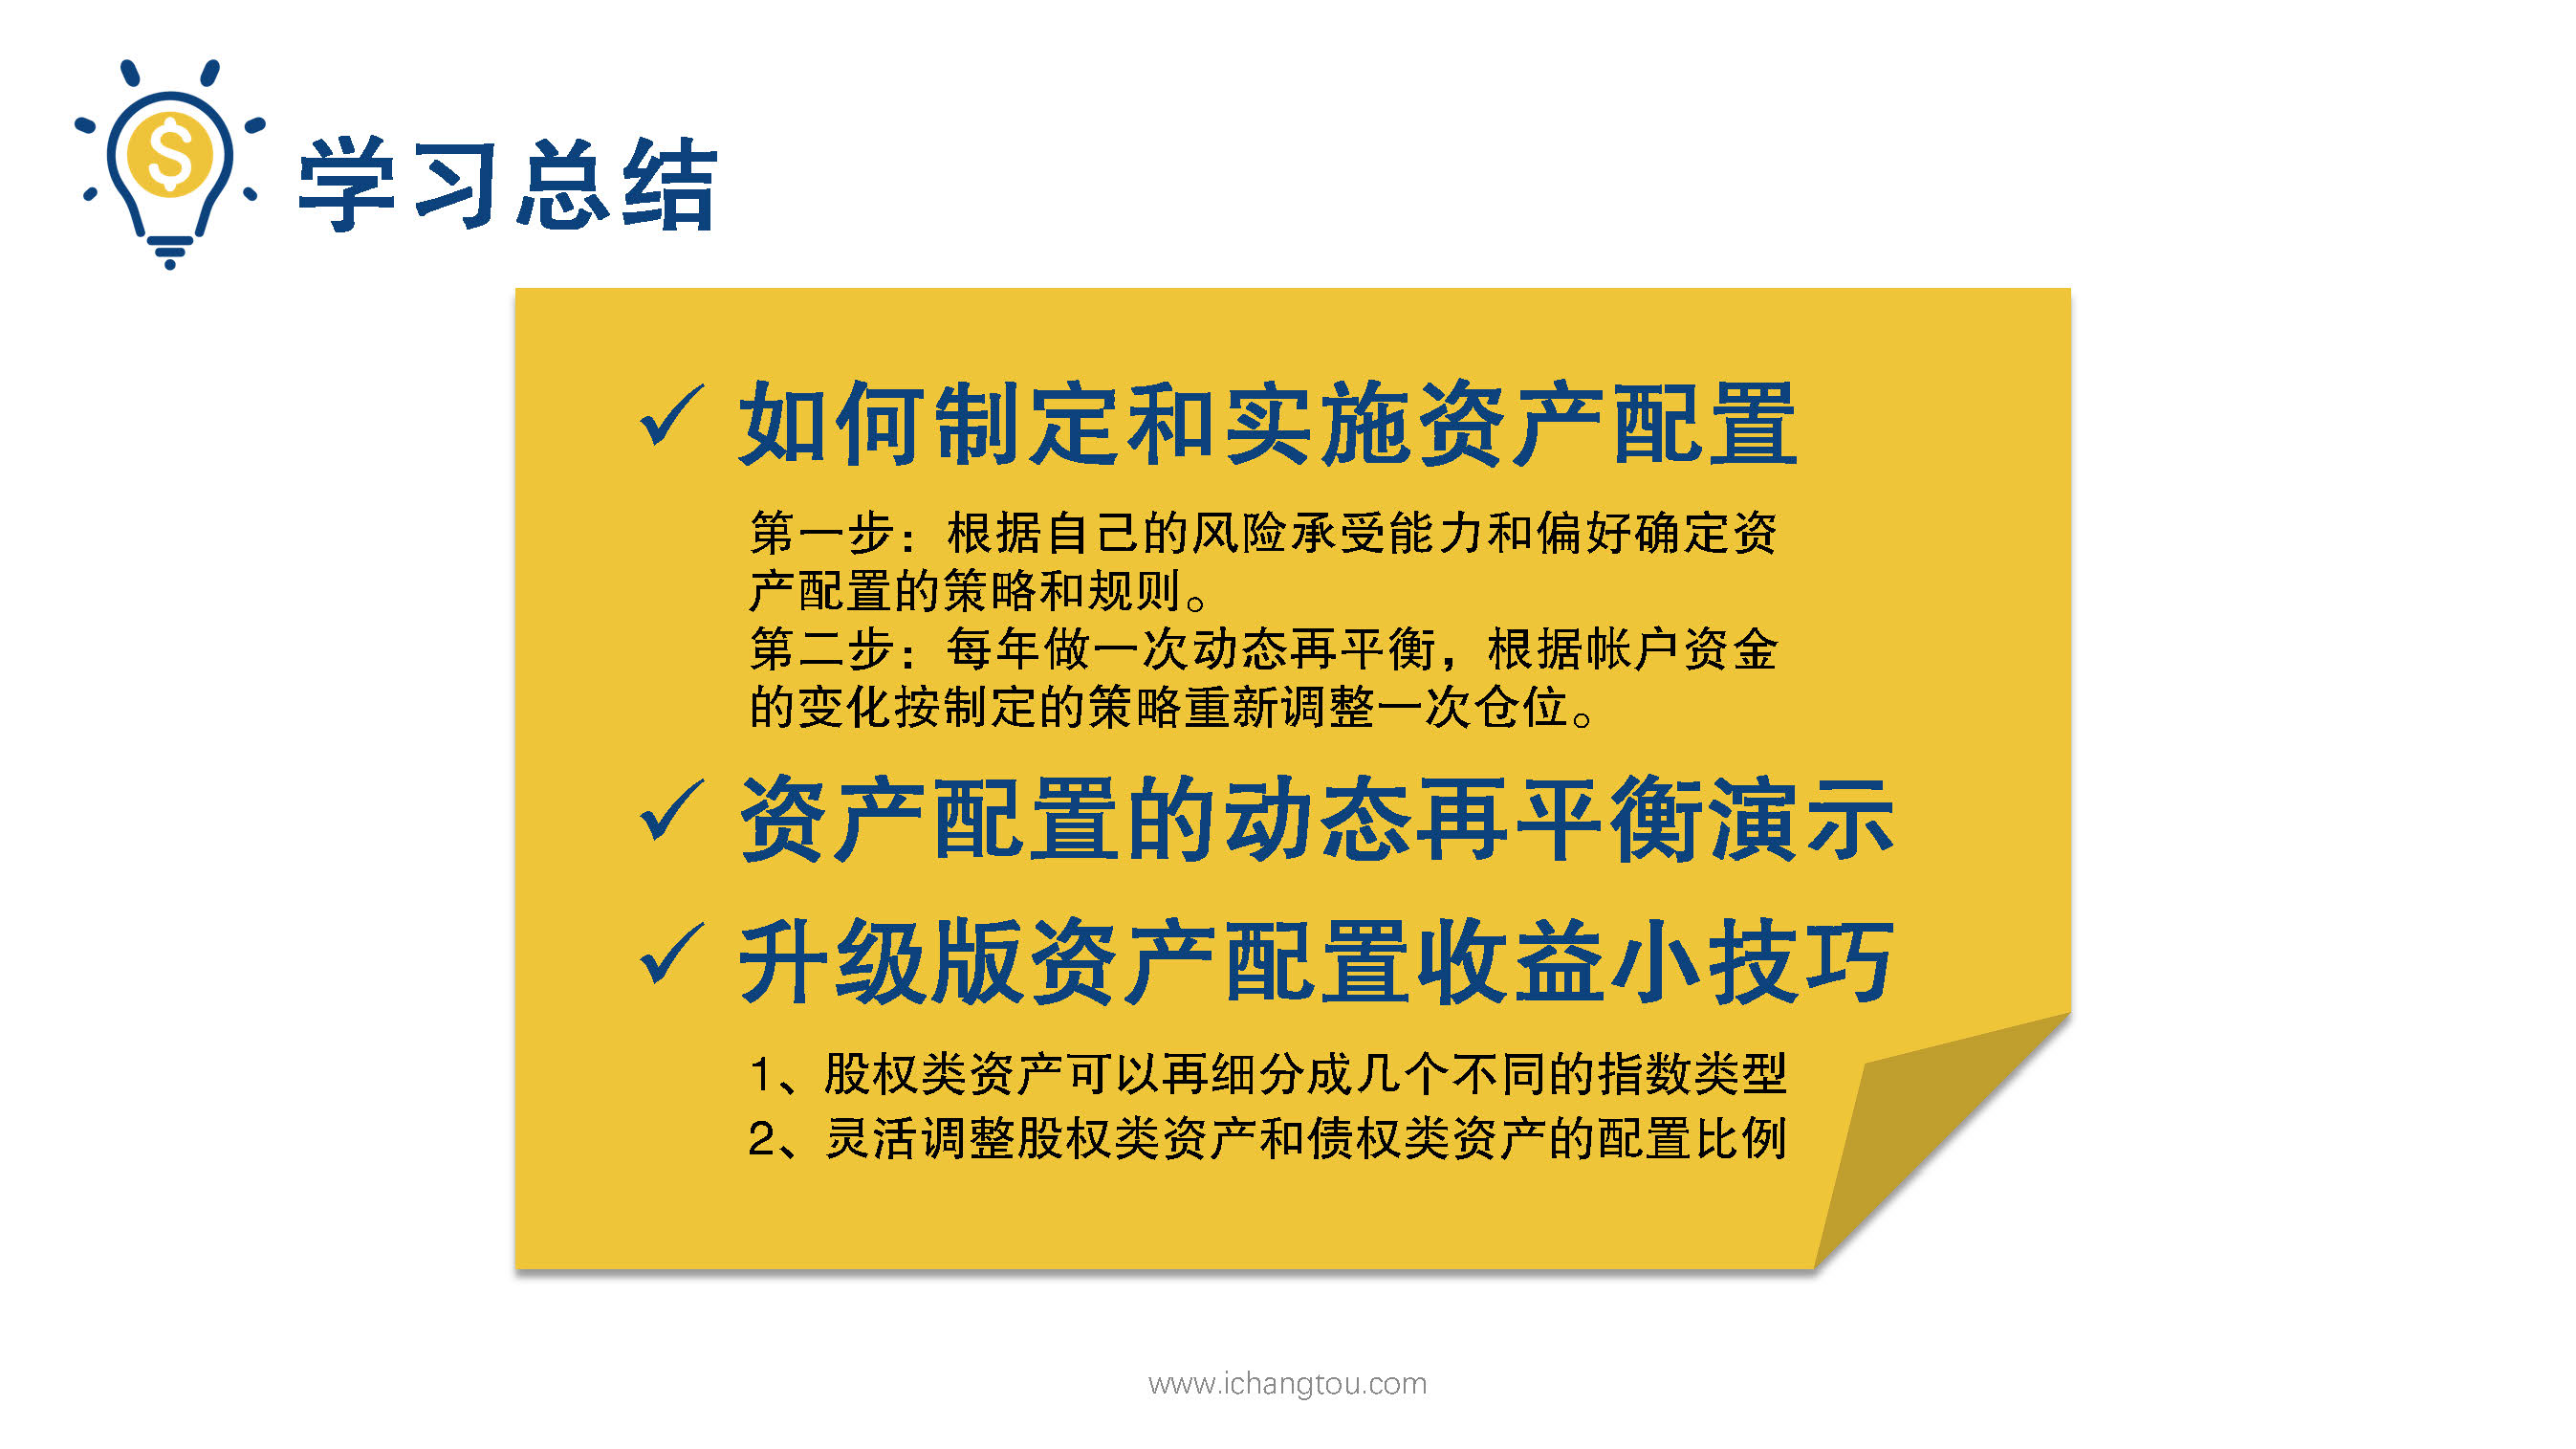 学习总结
✓ 如何制定和实施资产配置
第一步：根据自己的风险承受能力和偏好确定资
产配置的策略和规则。
第二步：每年做一次动态再平衡，根据帐户资金
的变化按制定的策略重新调整一次仓位。
✓ 资产配置的动态再平衡演示
✓ 升级版资产配置收益小技巧
1、股权类资产可以再细分成几个不同的指数类型
2、灵活调整股权类资产和债权类资产的配置比例
www.ichangtou.com